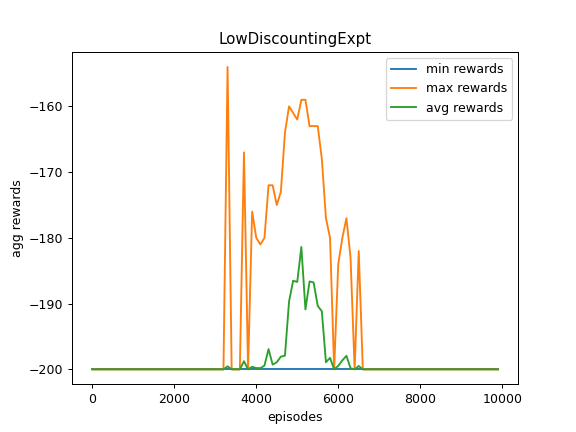 LowDiscountingExpt
min rewards
max rewards
avg rewards
agg rewards
−160
−170
−180
−190
−200
0 2000 4000 6000 8000 10000
episodes